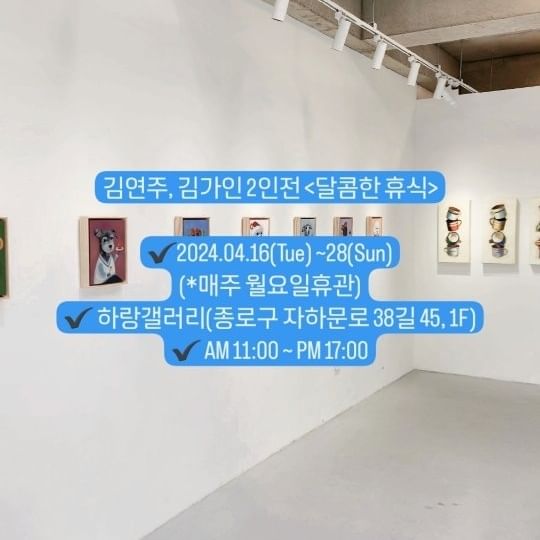 김연주, 김가인 2인전 <달콤한 휴식>
✔ 2024.04.16(Tue) ~28(Sun)
(*매주 월요일휴관)
✔ 하랑갤러리(종로구 자하문로 38길 45, 1F)
✔ AM 11:00 ~ PM 17:00